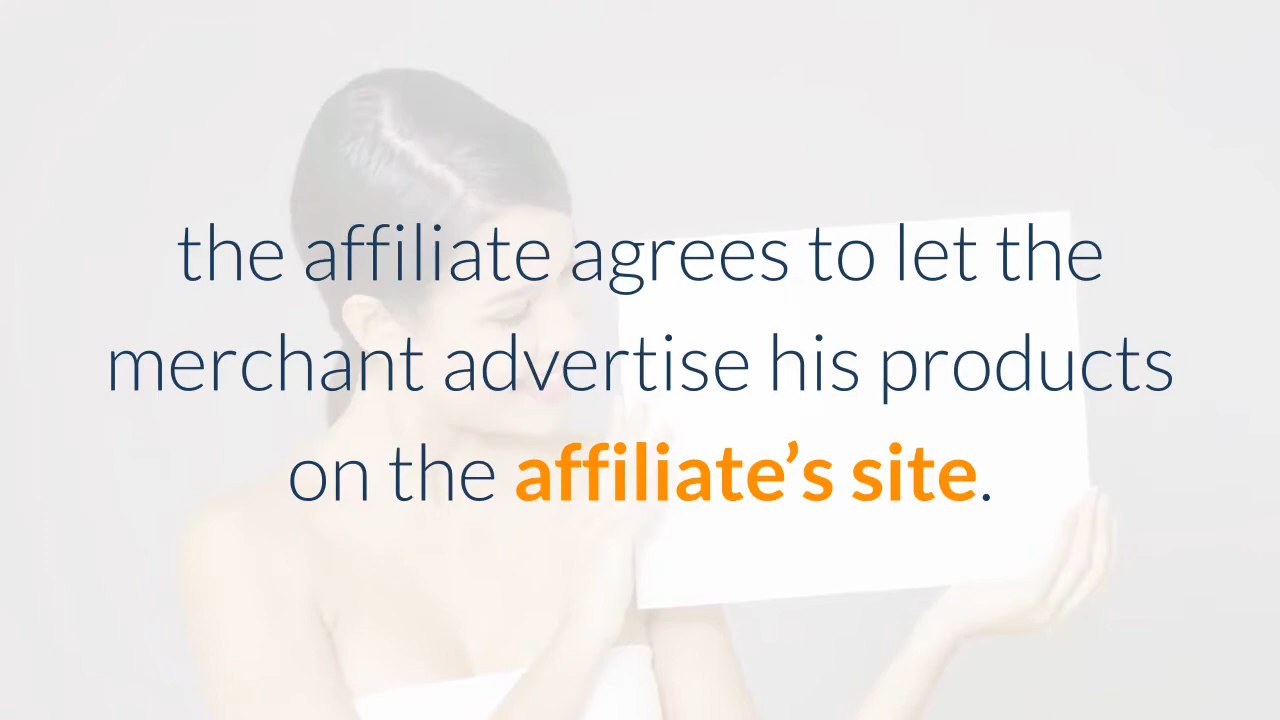 the affiliate agrees to let the
merchant advertise his products
on the affiliate’s site.